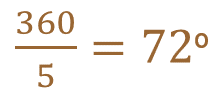 360/5 = 72º